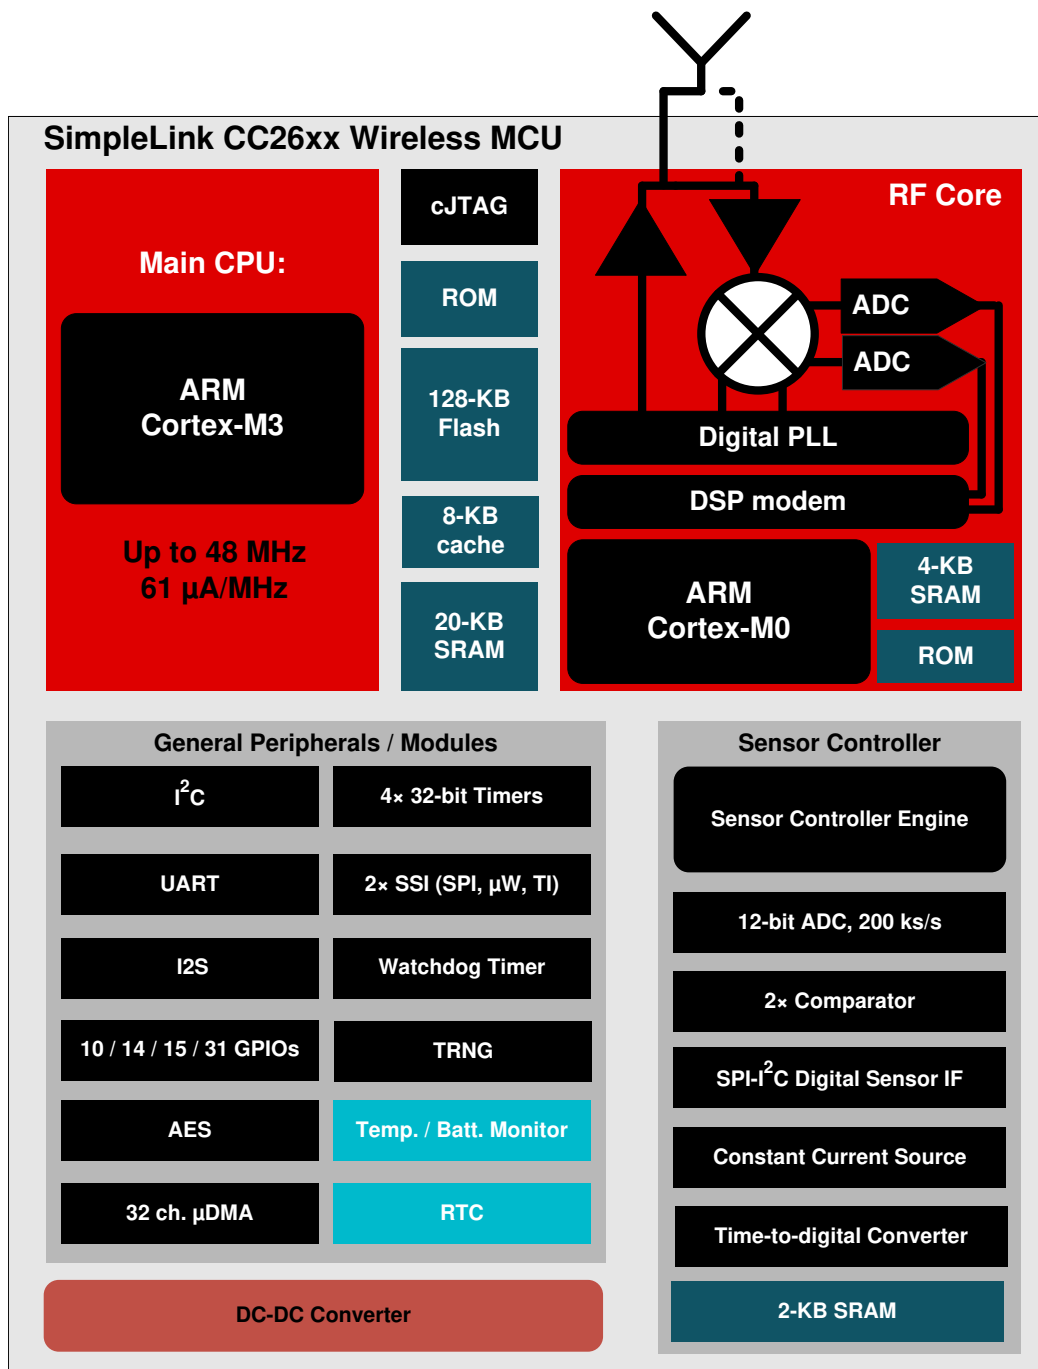 SimpleLink CC26xx Wireless MCU
Main CPU:
ARM
Cortex-M3
Up to 48 MHz
61 µA/MHz
cJTAG
ROM
128-KB
Flash
8-KB
cache
20-KB
SRAM
RF Core
ADC
ADC
Digital PLL
DSP modem
ARM
Cortex-M0
4-KB
SRAM
ROM
General Peripherals / Modules
I²C
4× 32-bit Timers
UART
2× SSI (SPI, µW, TI)
I2S
Watchdog Timer
10 / 14 / 15 / 31 GPIOs
TRNG
AES
Temp. / Batt. Monitor
32 ch. µDMA
RTC
DC-DC Converter
Sensor Controller
Sensor Controller Engine
12-bit ADC, 200 ks/s
2× Comparator
SPI-I²C Digital Sensor IF
Constant Current Source
Time-to-digital Converter
2-KB SRAM